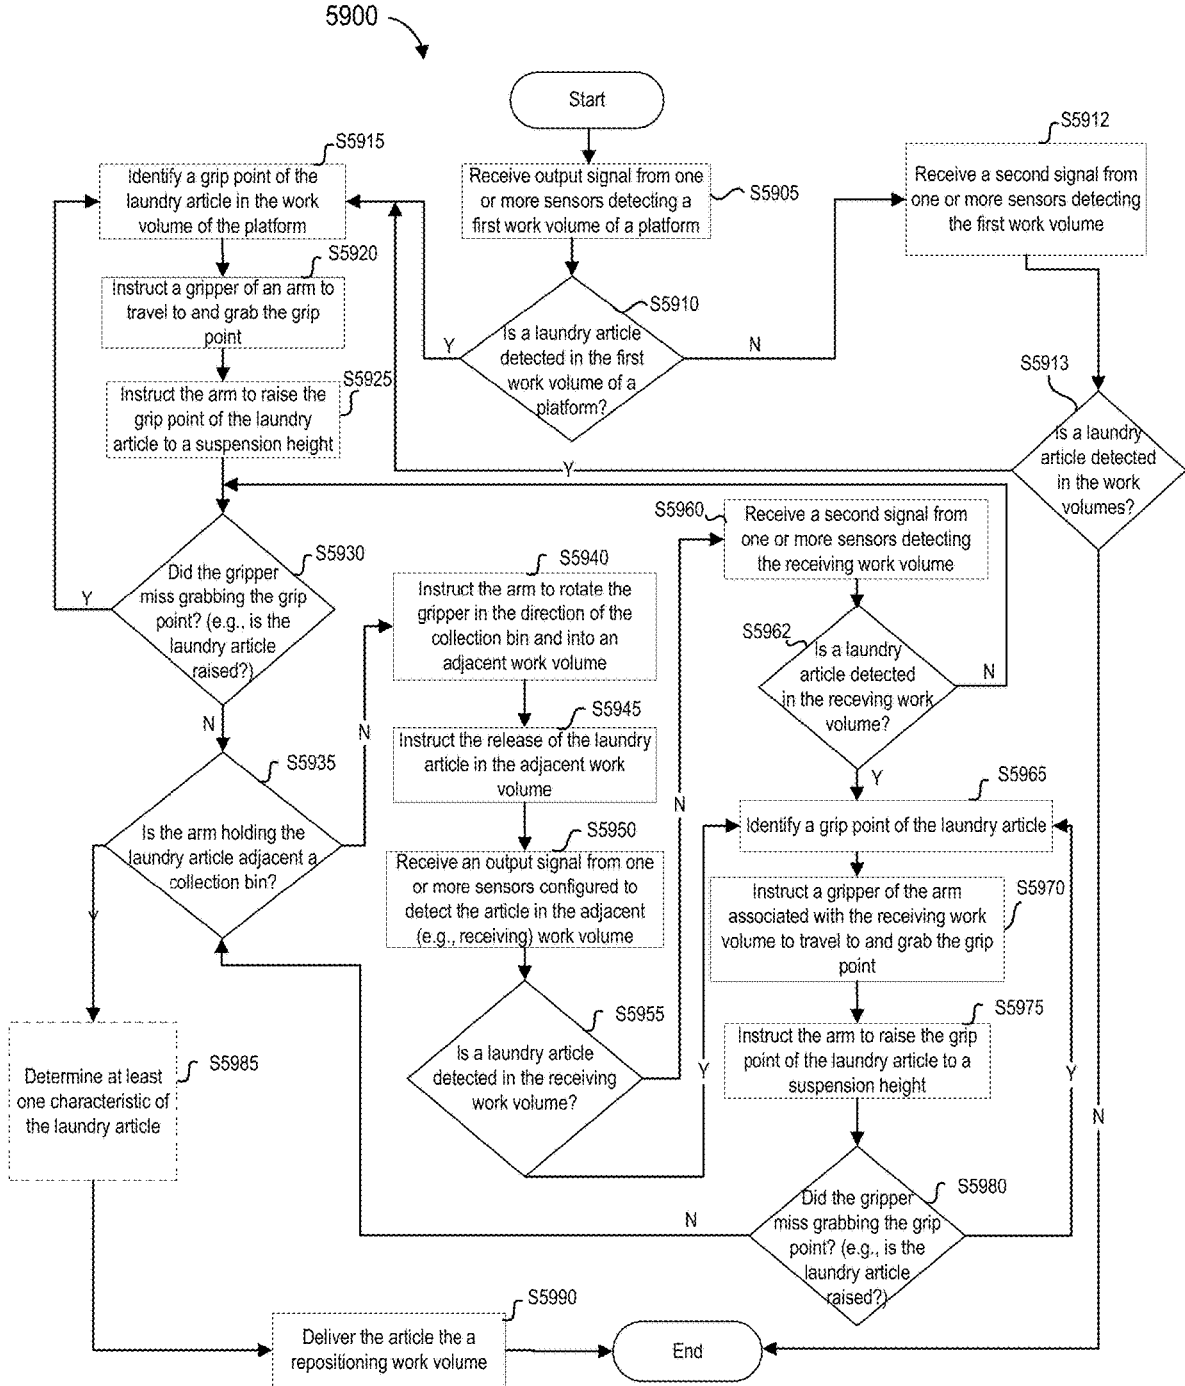 5900
Start
S5915
Identify a grip point of the
laundry article in the work
volume of the platform
S5905
Receive output signal from one
or more sensors detecting a
first work volume of a platform
S5912
Receive a second signal from
one or more sensors detecting
the first work volume
S5920
Instruct a gripper of an arm to
travel to and grab the grip
point
S5910
Is a laundry article
detected in the first
work volume of a
platform?
Y
N
S5925
Instruct the arm to raise the
grip point of the laundry
article to a suspension height
S5913
Is a laundry
article detected
in the work
volumes?
Y
N
S5930
Did the gripper
miss grabbing the grip
point? (e.g., is the
laundry article
raised?)
Y
N
S5935
Is the arm holding the
laundry article adjacent a
collection bin?
Y
N
S5940
Instruct the arm to rotate the
gripper in the direction of the
collection bin and into an
adjacent work volume
S5945
Instruct the release of the laundry
article in the adjacent work
volume
S5950
Receive an output signal from one
or more sensors configured to
detect the article in the adjacent
(e.g., receiving) work volume
S5955
Is a laundry article
detected in the receiving
work volume?
N
Y
S5960
Receive a second signal from
one or more sensors detecting
the receiving work volume
S5962
Is a laundry
article detected
in the receving work
volume?
N
Y
S5965
Identify a grip point of the laundry article
S5970
Instruct a gripper of the arm
associated with the receiving work
volume to travel to and grab the grip
point
S5975
Instruct the arm to raise the grip
point of the laundry article to a
suspension height
S5980
Did the gripper
miss grabbing the grip
point? (e.g., is the
laundry article
raised?)
Y
N
S5985
Determine at least
one characteristic of
the laundry article
S5990
Deliver the article the a
repositioning work volume
End